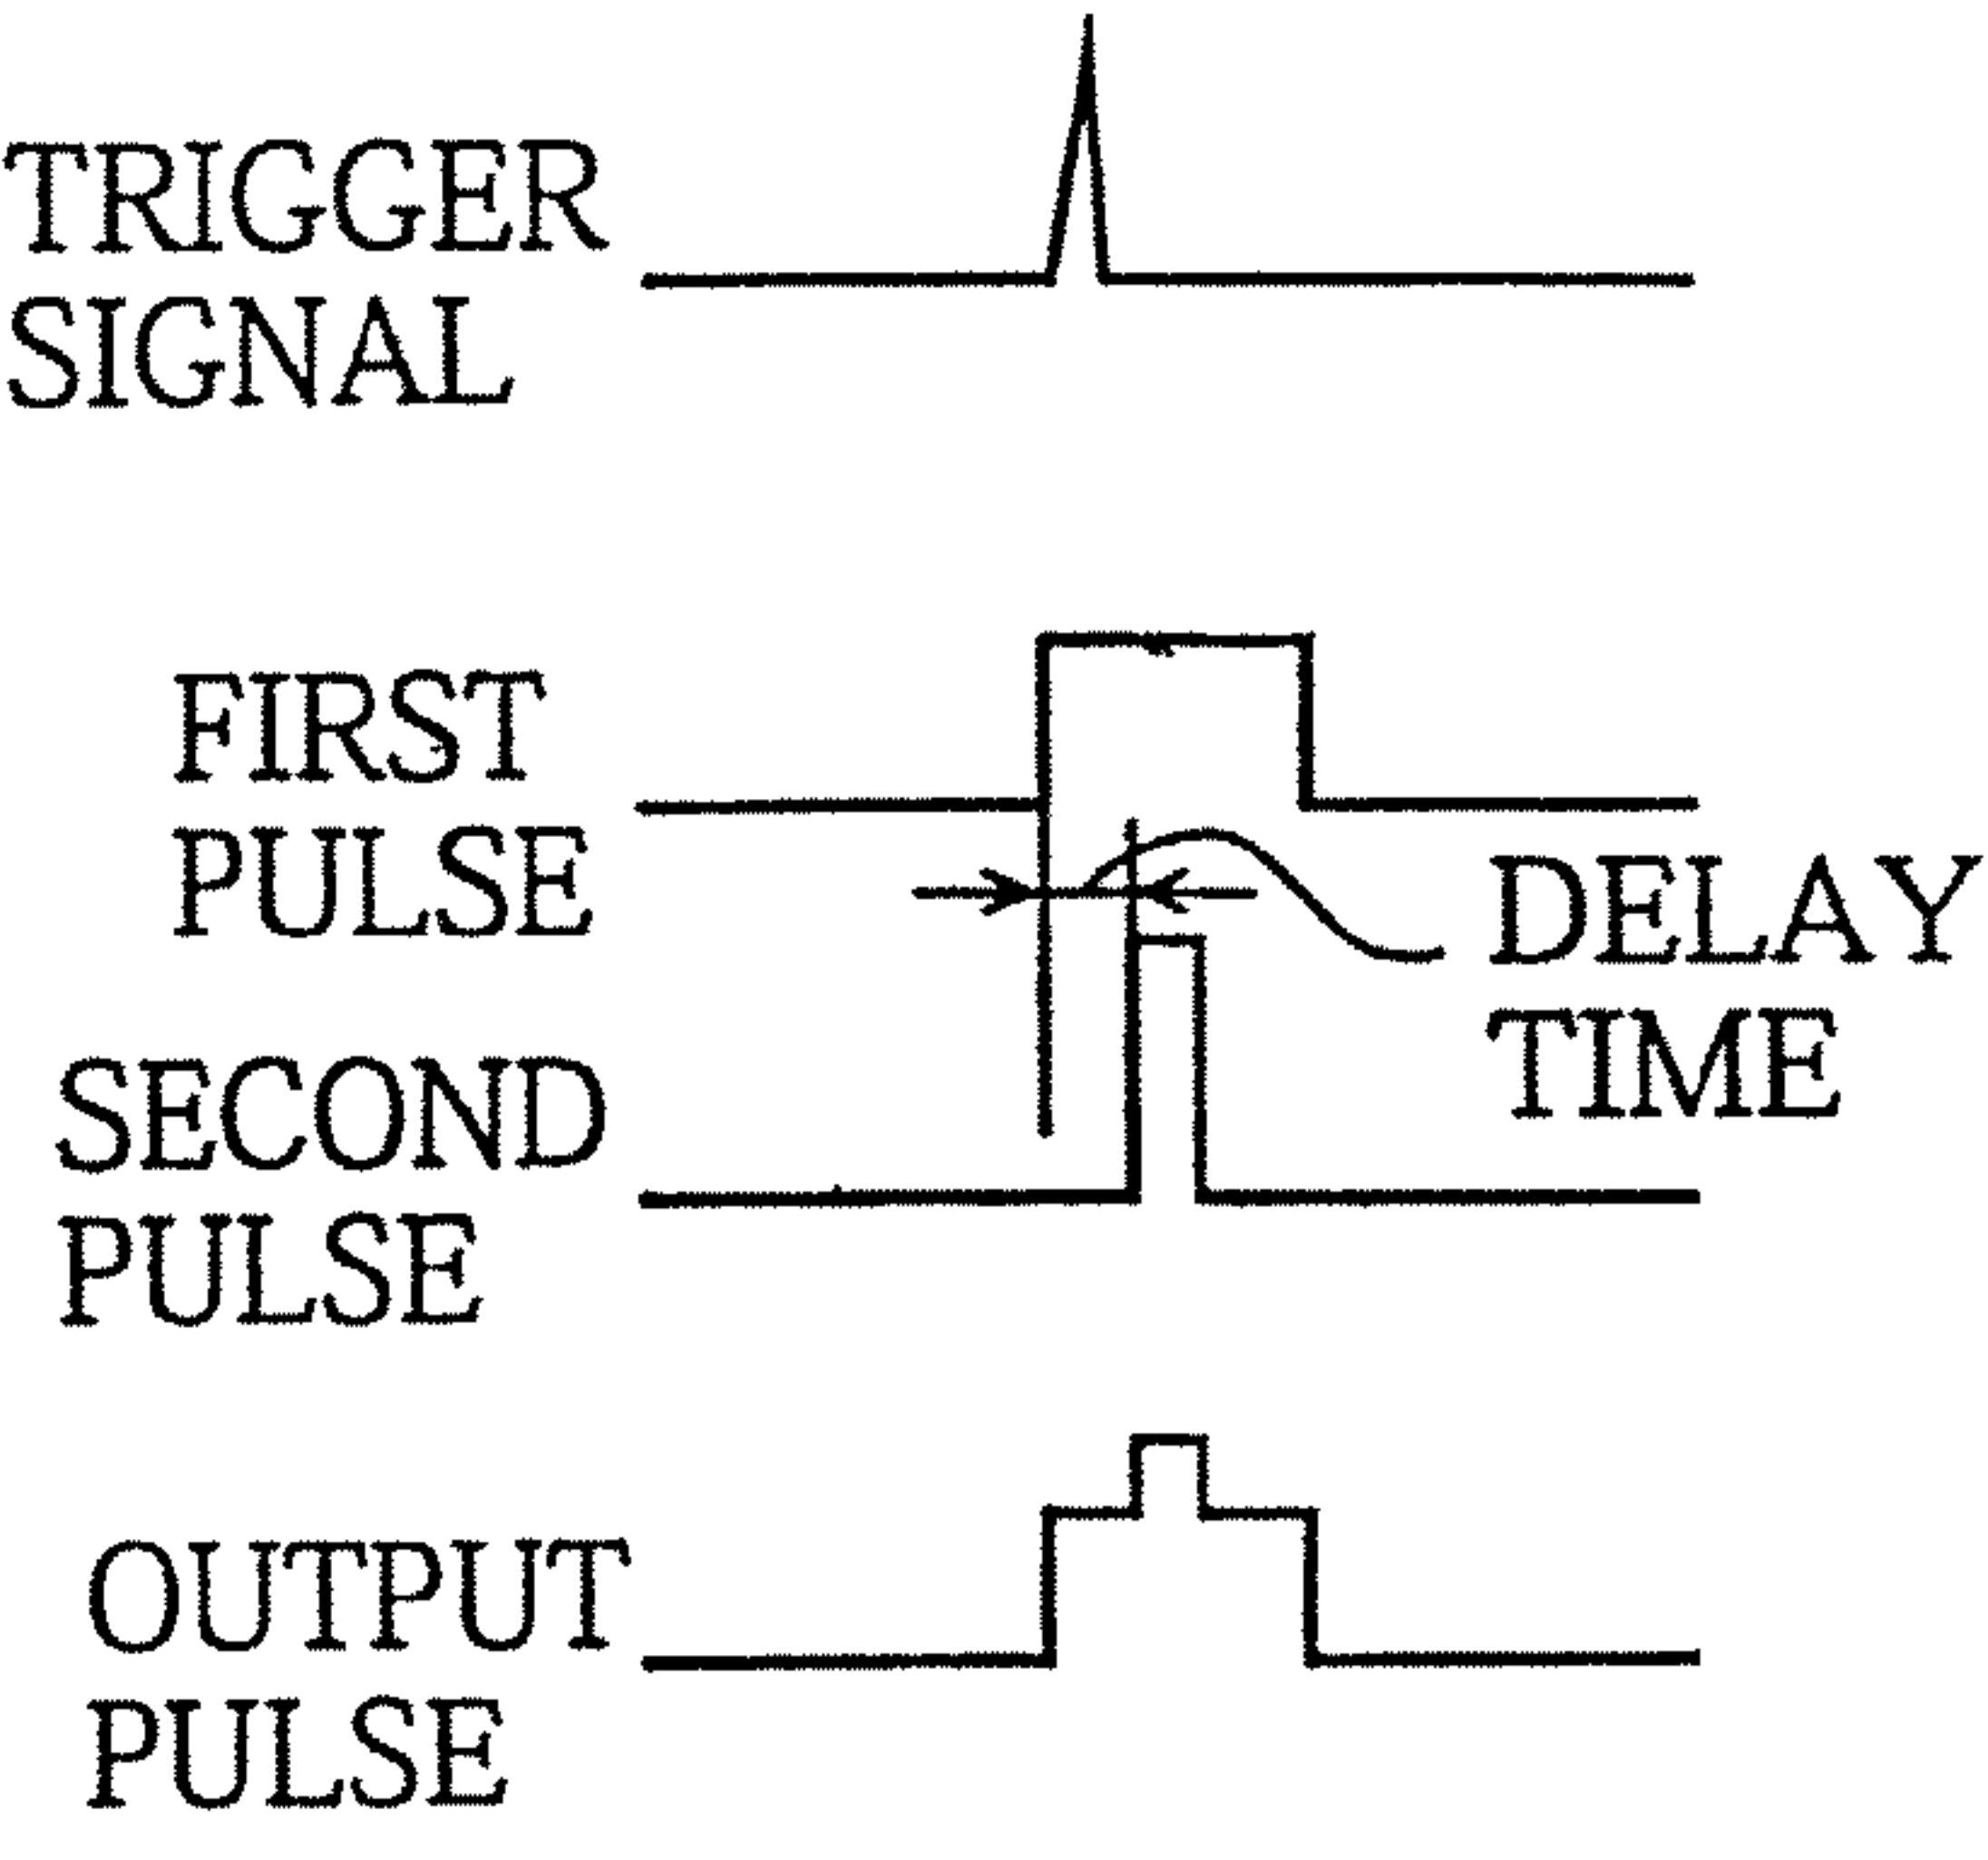 TRIGGER
SIGNAL
FIRST
PULSE
DELAY
TIME
SECOND
PULSE
OUTPUT
PULSE